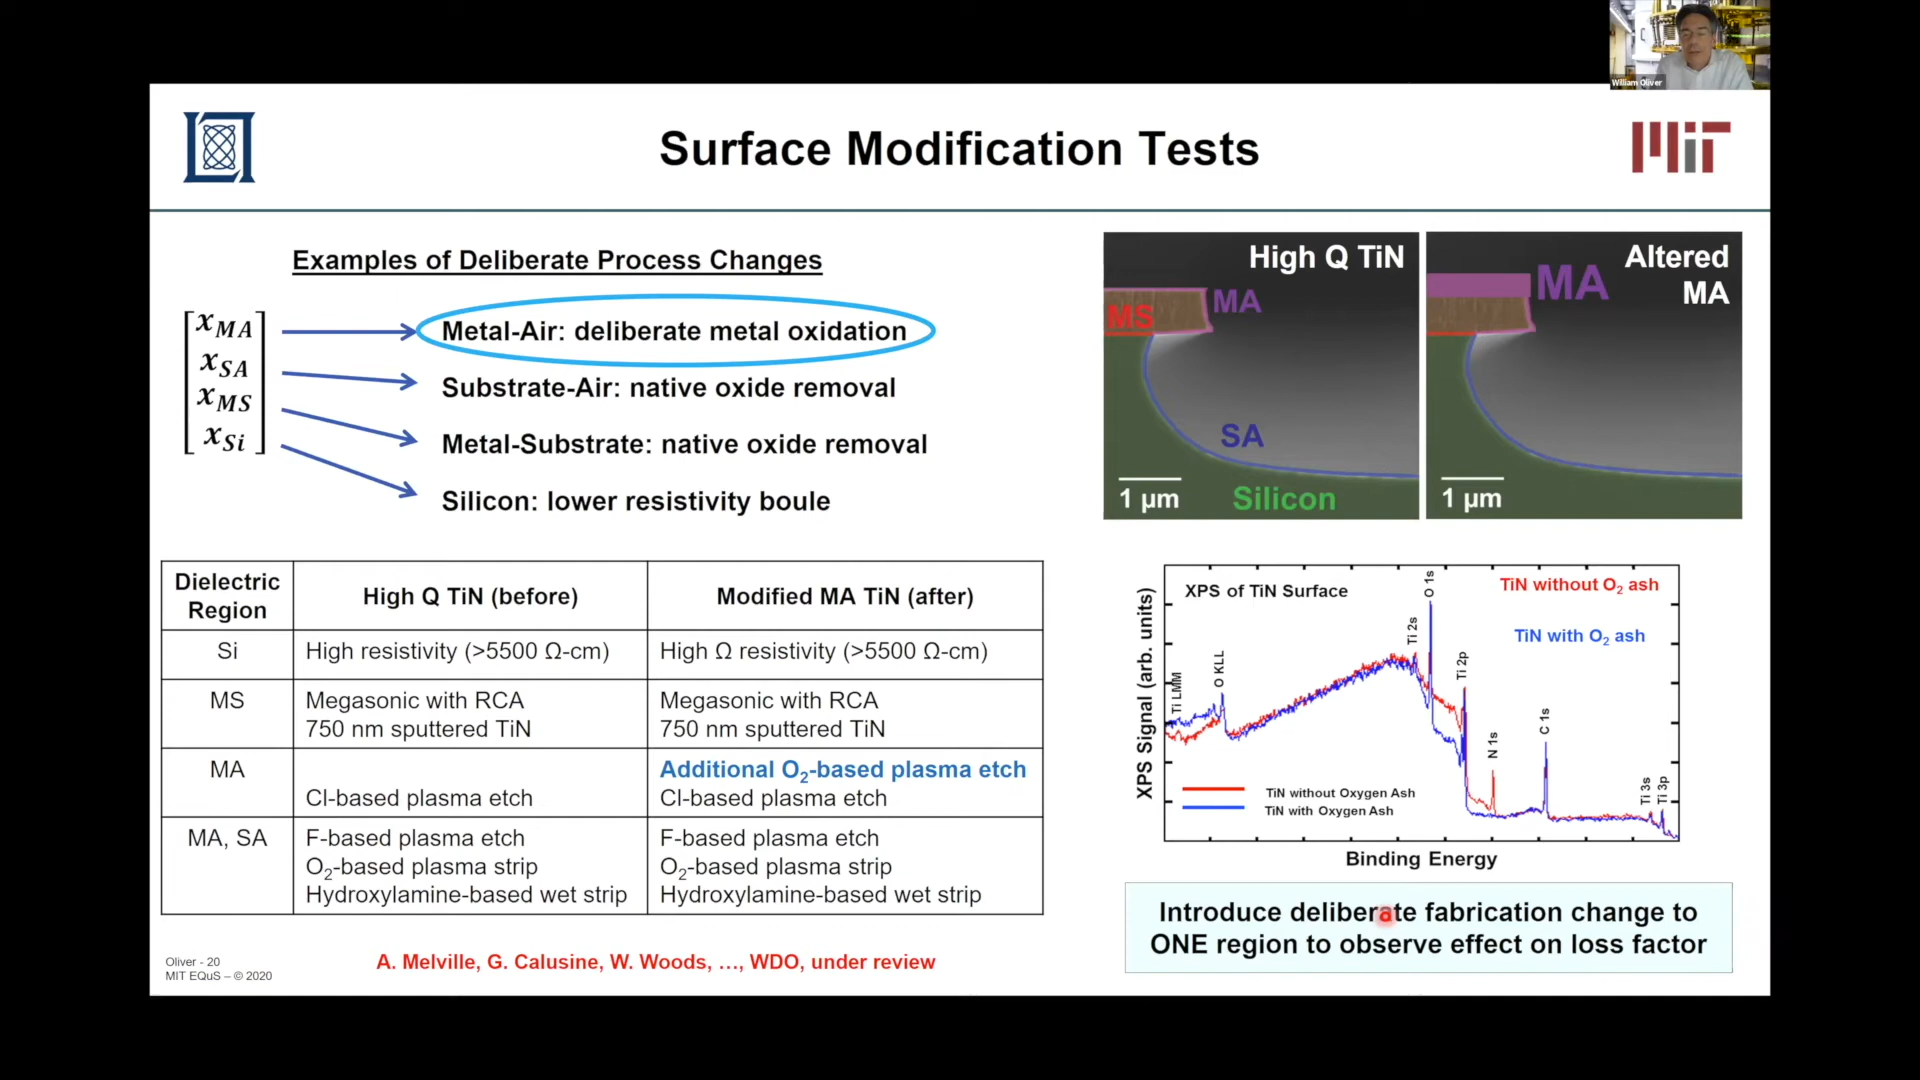 William Oliver
Surface Modification Tests
MIT
Examples of Deliberate Process Changes
x_MA
x_SA
x_MS
x_Si
Metal-Air: deliberate metal oxidation
Substrate-Air: native oxide removal
Metal-Substrate: native oxide removal
Silicon: lower resistivity boule
High Q TiN
MA
MS
SA
1 µm
Silicon
Altered
MA
MA
1 µm
Dielectric Region | High Q TiN (before) | Modified MA TiN (after)
Si | High resistivity (>5500 Ω-cm) | High Ω resistivity (>5500 Ω-cm)
MS | Megasonic with RCA | Megasonic with RCA
750 nm sputtered TiN | 750 nm sputtered TiN
MA | Additional O₂-based plasma etch
Cl-based plasma etch | Cl-based plasma etch
MA, SA | F-based plasma etch | F-based plasma etch
O₂-based plasma strip | O₂-based plasma strip
Hydroxylamine-based wet strip | Hydroxylamine-based wet strip
XPS Signal (arb. units)
XPS of TiN Surface
TiN without O₂ ash
TiN with O₂ ash
Ti LMM
O KLL
Ti 2s
O 1s
Ti 2p
N 1s
C 1s
Ti 3s
Ti 3p
TiN without Oxygen Ash
TiN with Oxygen Ash
Binding Energy
Introduce deliberate fabrication change to
ONE region to observe effect on loss factor
Oliver - 20
MIT EQuS – © 2020
A. Melville, G. Calusine, W. Woods, …, WDO, under review